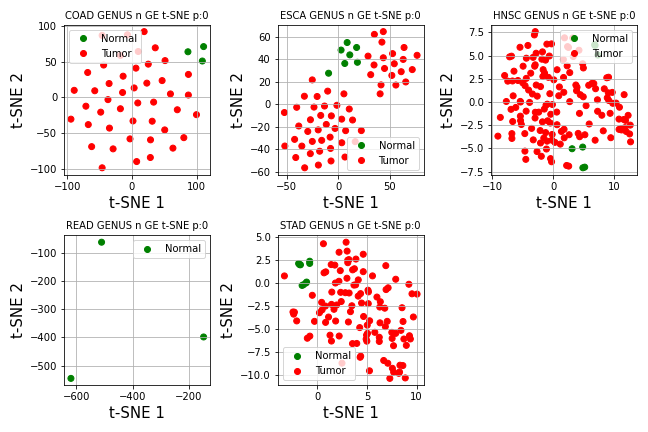 COAD GENUS n GE t-SNE p:0
100
50
0
−50
−100
−100
0
100
t-SNE 2
t-SNE 1
Normal
Tumor
ESCA GENUS n GE t-SNE p:0
60
40
20
0
−20
−40
−60
−50
0
50
t-SNE 2
t-SNE 1
Normal
Tumor
HNSC GENUS n GE t-SNE p:0
7.5
5.0
2.5
0.0
−2.5
−5.0
−7.5
−10
0
10
t-SNE 2
t-SNE 1
Normal
Tumor
READ GENUS n GE t-SNE p:0
−100
−200
−300
−400
−500
−600
−400
−200
t-SNE 2
t-SNE 1
Normal
STAD GENUS n GE t-SNE p:0
5.0
2.5
0.0
−2.5
−5.0
−7.5
−10.0
0
5
10
t-SNE 2
t-SNE 1
Normal
Tumor